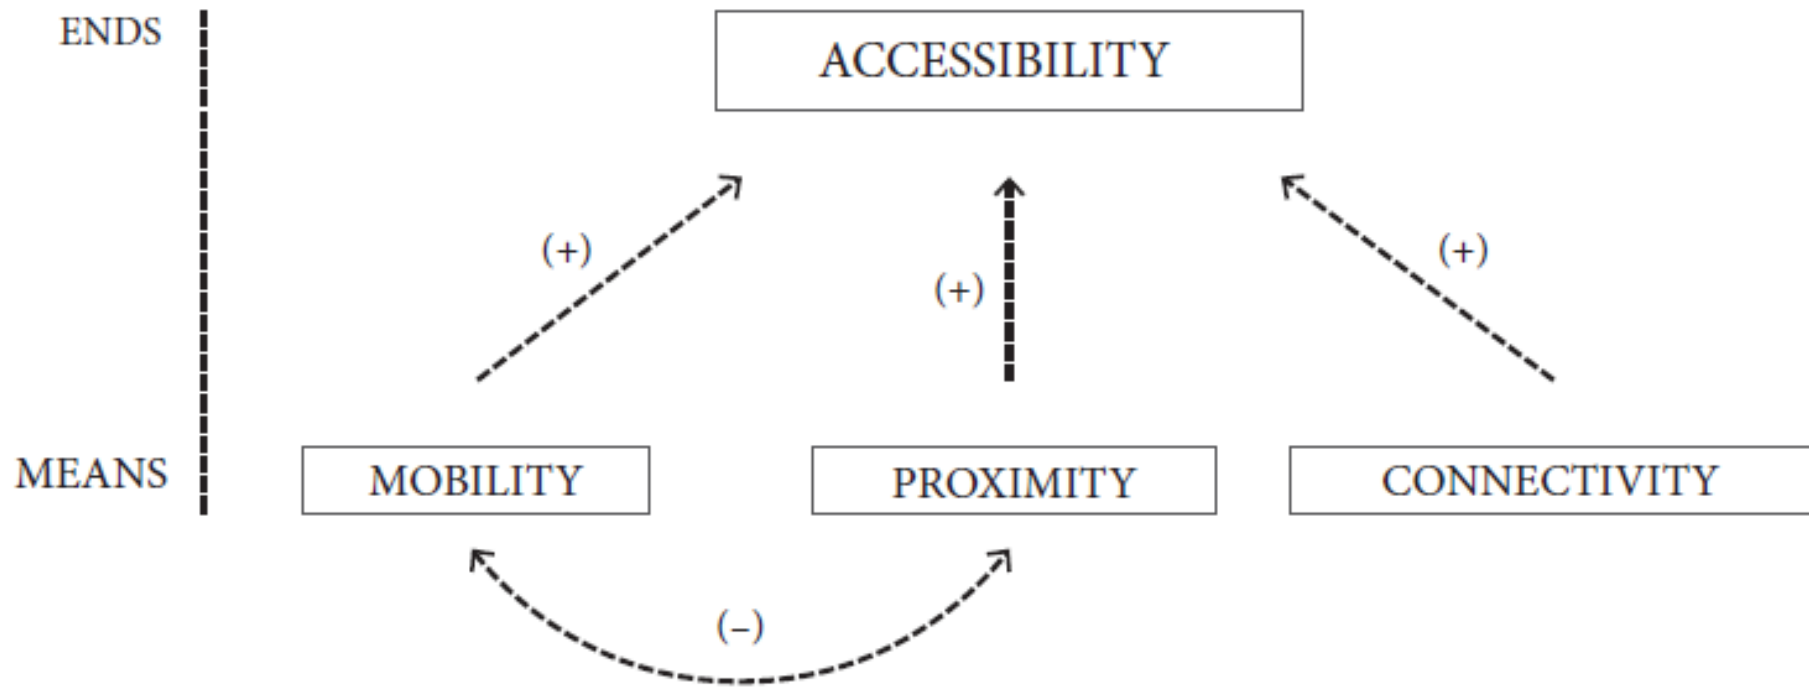 ENDS
ACCESSIBILITY
(+)
(+)
(+)
MEANS
MOBILITY
PROXIMITY
CONNECTIVITY
(–)